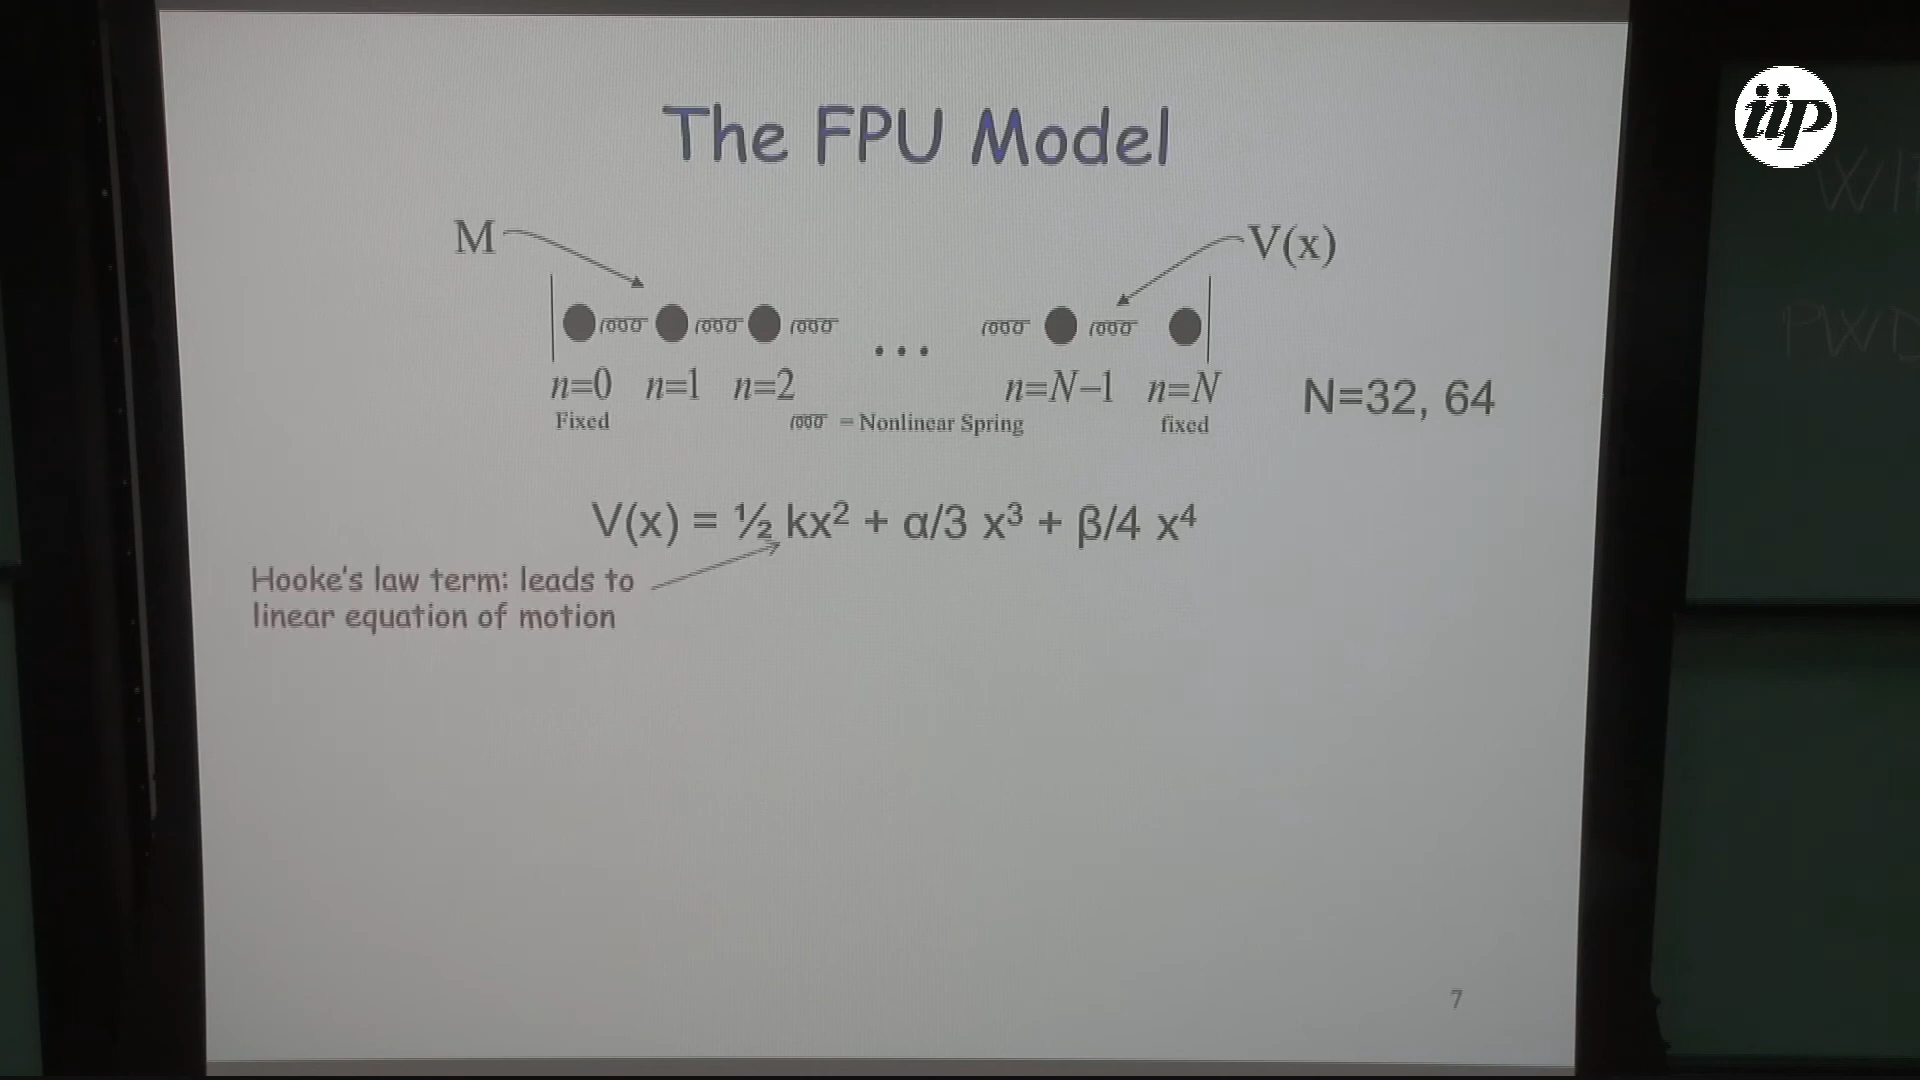 iip
The FPU Model
M
V(x)
n=0 n=1 n=2 ... n=N–1 n=N
Fixed = Nonlinear Spring fixed
N=32, 64
V(x) = ½ kx² + α/3 x³ + β/4 x⁴
Hooke's law term: leads to
linear equation of motion
7